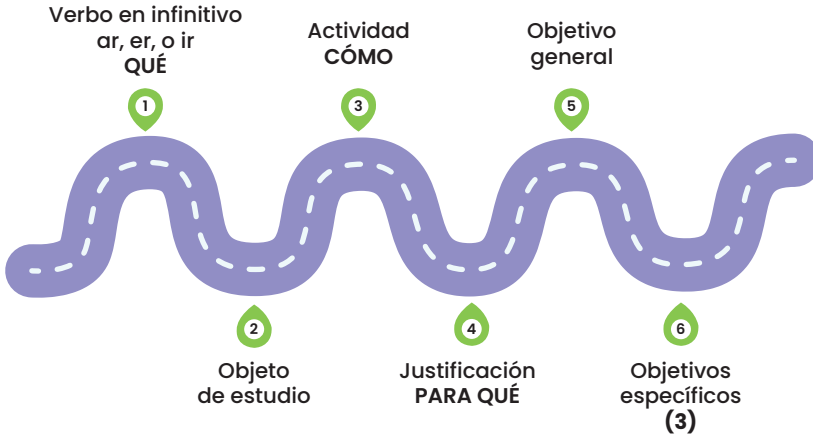 Verbo en infinitivo
ar, er, o ir
QUÉ
1
2
Objeto
de estudio
Actividad
CÓMO
3
4
Justificación
PARA QUÉ
Objetivo
general
5
6
Objetivos
específicos
(3)